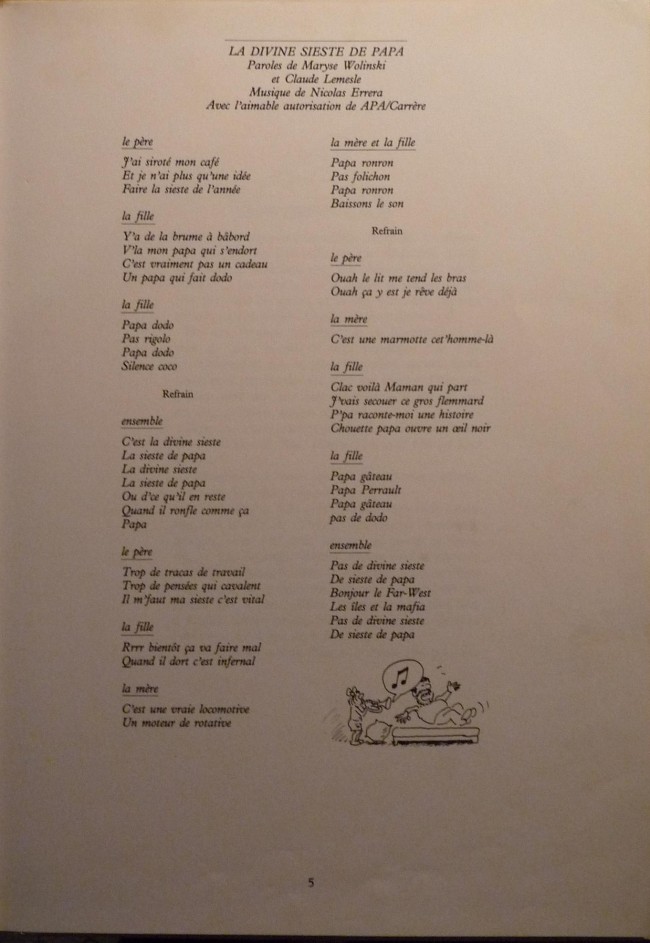 LA DIVINE SIESTE DE PAPA
Paroles de Maryse Wolinski
et Claude Lemesle
Musique de Nicolas Errera
Avec l'aimable autorisation de APA/Carrère
le père
J'ai siroté mon café
Et je n'ai plus qu'une idée
Faire la sieste de l'année
la fille
Y'a de la brume à bâbord
V'la mon papa qui s'endort
C'est vraiment pas un cadeau
Un papa qui fait dodo
la fille
Papa dodo
Pas rigolo
Papa dodo
Silence coco
Refrain
ensemble
C'est la divine sieste
La sieste de papa
La divine sieste
La sieste de papa
Ou d'ce qu'il en reste
Quand il ronfle comme ça
Papa
le père
Trop de tracas de travail
Trop de pensées qui cavalent
Il m'faut ma sieste c'est vital
la fille
Rrrr bientôt ça va faire mal
Quand il dort c'est infernal
la mère
C'est une vraie locomotive
Un moteur de rotative
la mère et la fille
Papa ronron
Pas folichon
Papa ronron
Baissons le son
Refrain
le père
Ouah le lit me tend les bras
Ouah ça y est je rêve déjà
la mère
C'est une marmotte cet'homme-là
la fille
Clac voilà Maman qui part
J'vais secouer ce gros flemmard
P'pa raconte-moi une histoire
Chouette papa ouvre un œil noir
la fille
Papa gâteau
Papa Perrault
Papa gâteau
pas de dodo
ensemble
Pas de divine sieste
De sieste de papa
Bonjour le Far-West
Les îles et la mafia
Pas de divine sieste
De sieste de papa
5